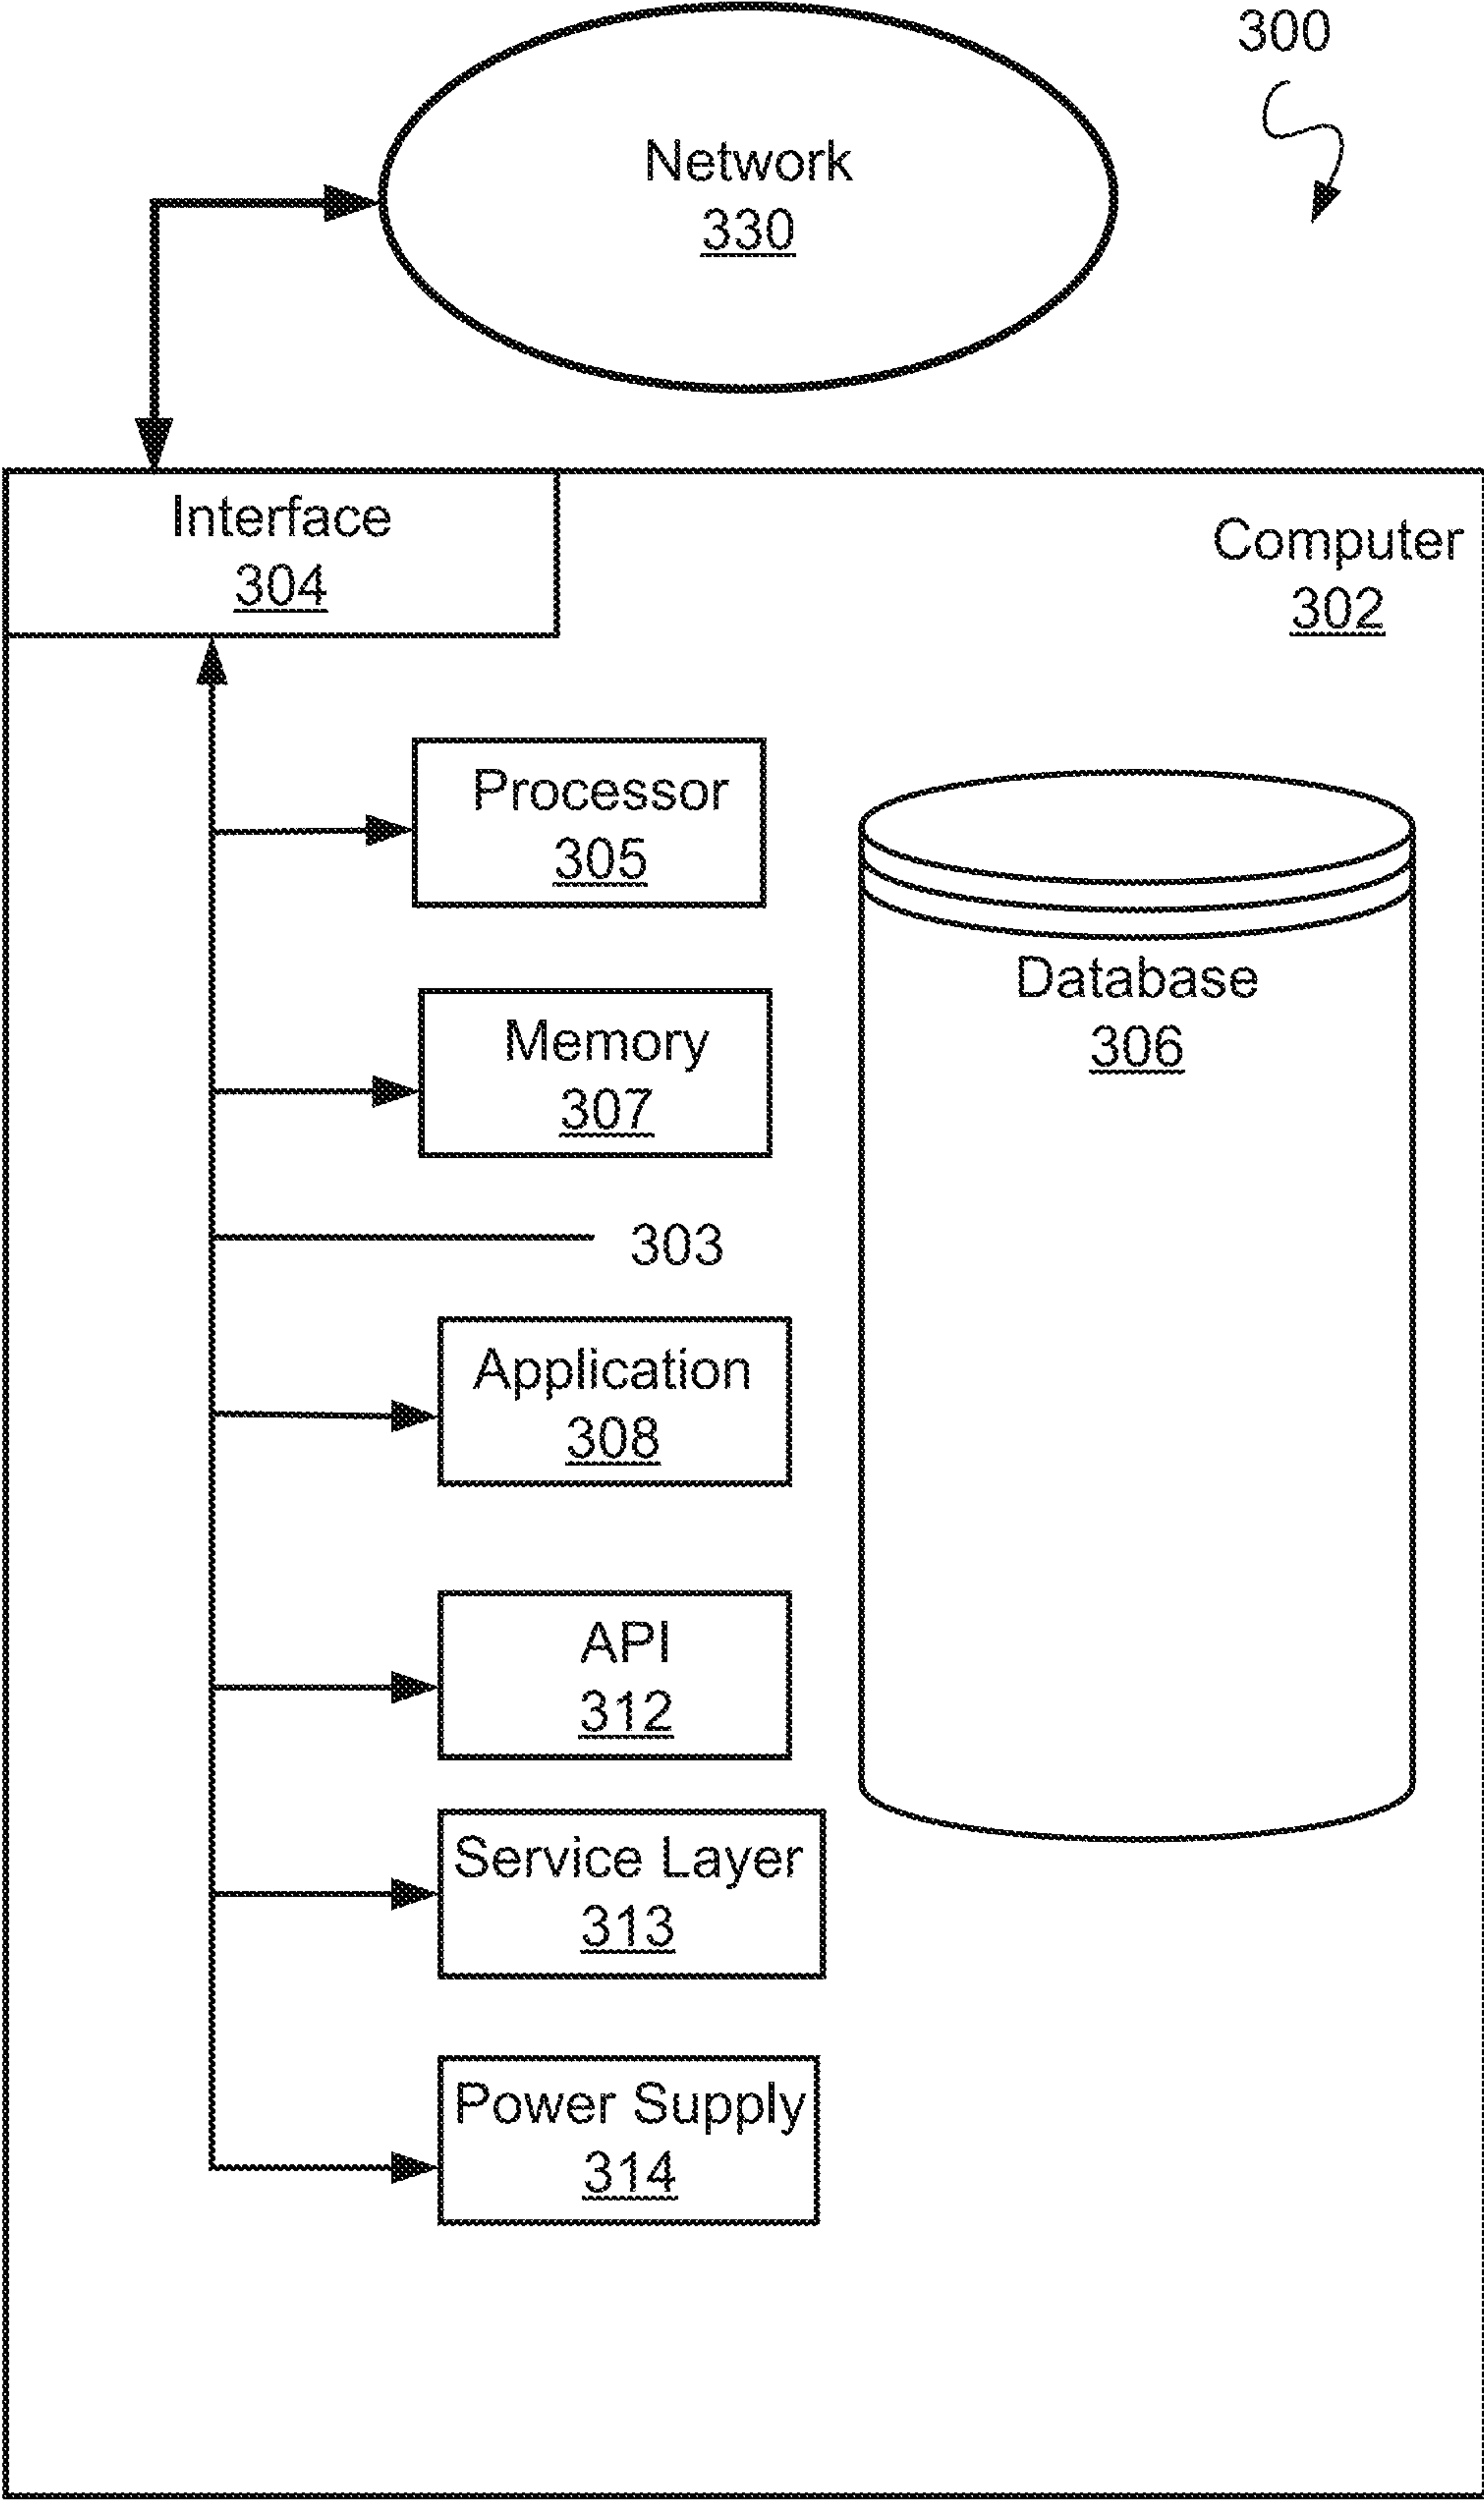 300
Network
330
Interface
304
Computer
302
Processor
305
Database
306
Memory
307
303
Application
308
API
312
Service Layer
313
Power Supply
314